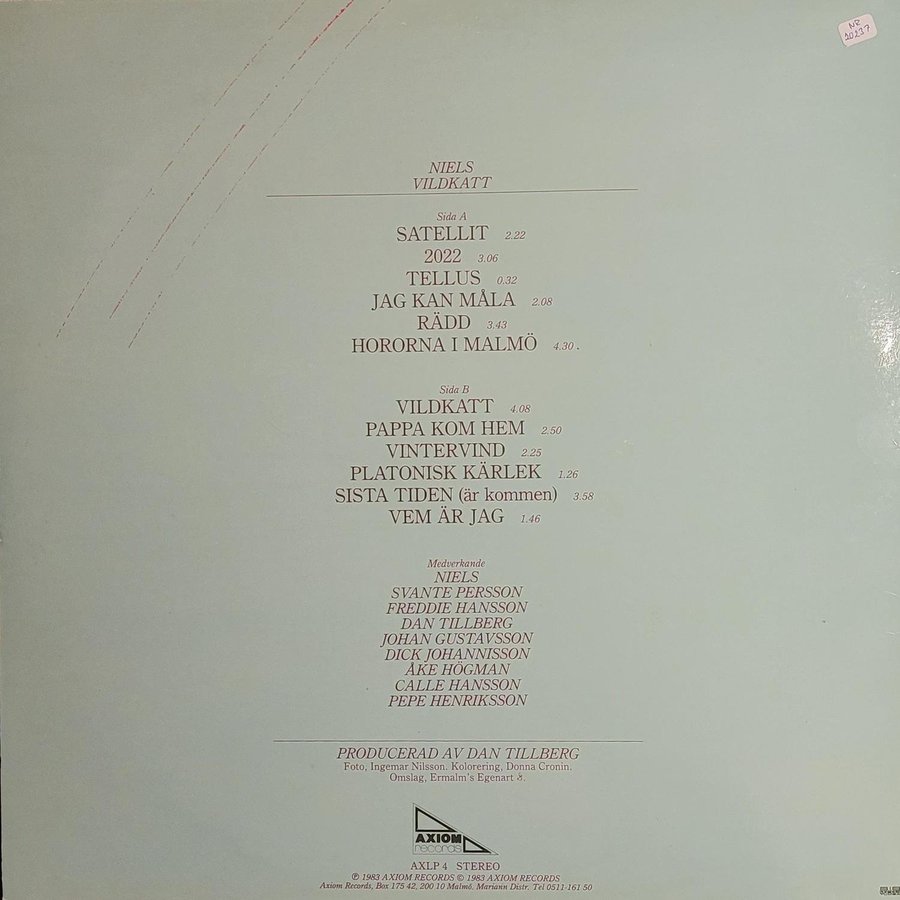 NR
20237
NIELS
VILDKATT
Sida A
SATELLIT 2.22
2022 3.06
TELLUS 0.32
JAG KAN MÅLA 2.08
RÄDD 3.43
HORORNA I MALMÖ 4.30 .
Sida B
VILDKATT 4.08
PAPPA KOM HEM 2.50
VINTERVIND 2.25
PLATONISK KÄRLEK 1.26
SISTA TIDEN (är kommen) 3.58
VEM ÄR JAG 1.46
Medverkande
NIELS
SVANTE PERSSON
FREDDIE HANSSON
DAN TILLBERG
JOHAN GUSTAVSSON
DICK JOHANNISSON
ÅKE HÖGMAN
CALLE HANSSON
PEPE HENRIKSSON
PRODUCERAD AV DAN TILLBERG
Foto, Ingemar Nilsson. Kolorering, Donna Cronin.
Omslag, Ermalm's Egenart
AXIOM
records
AXLP 4 STEREO
℗ 1983 AXIOM RECORDS © 1983 AXIOM RECORDS
Axiom Records, Box 175 42, 200 10 Malmö. Mariann Distr. Tel 0511-161 50